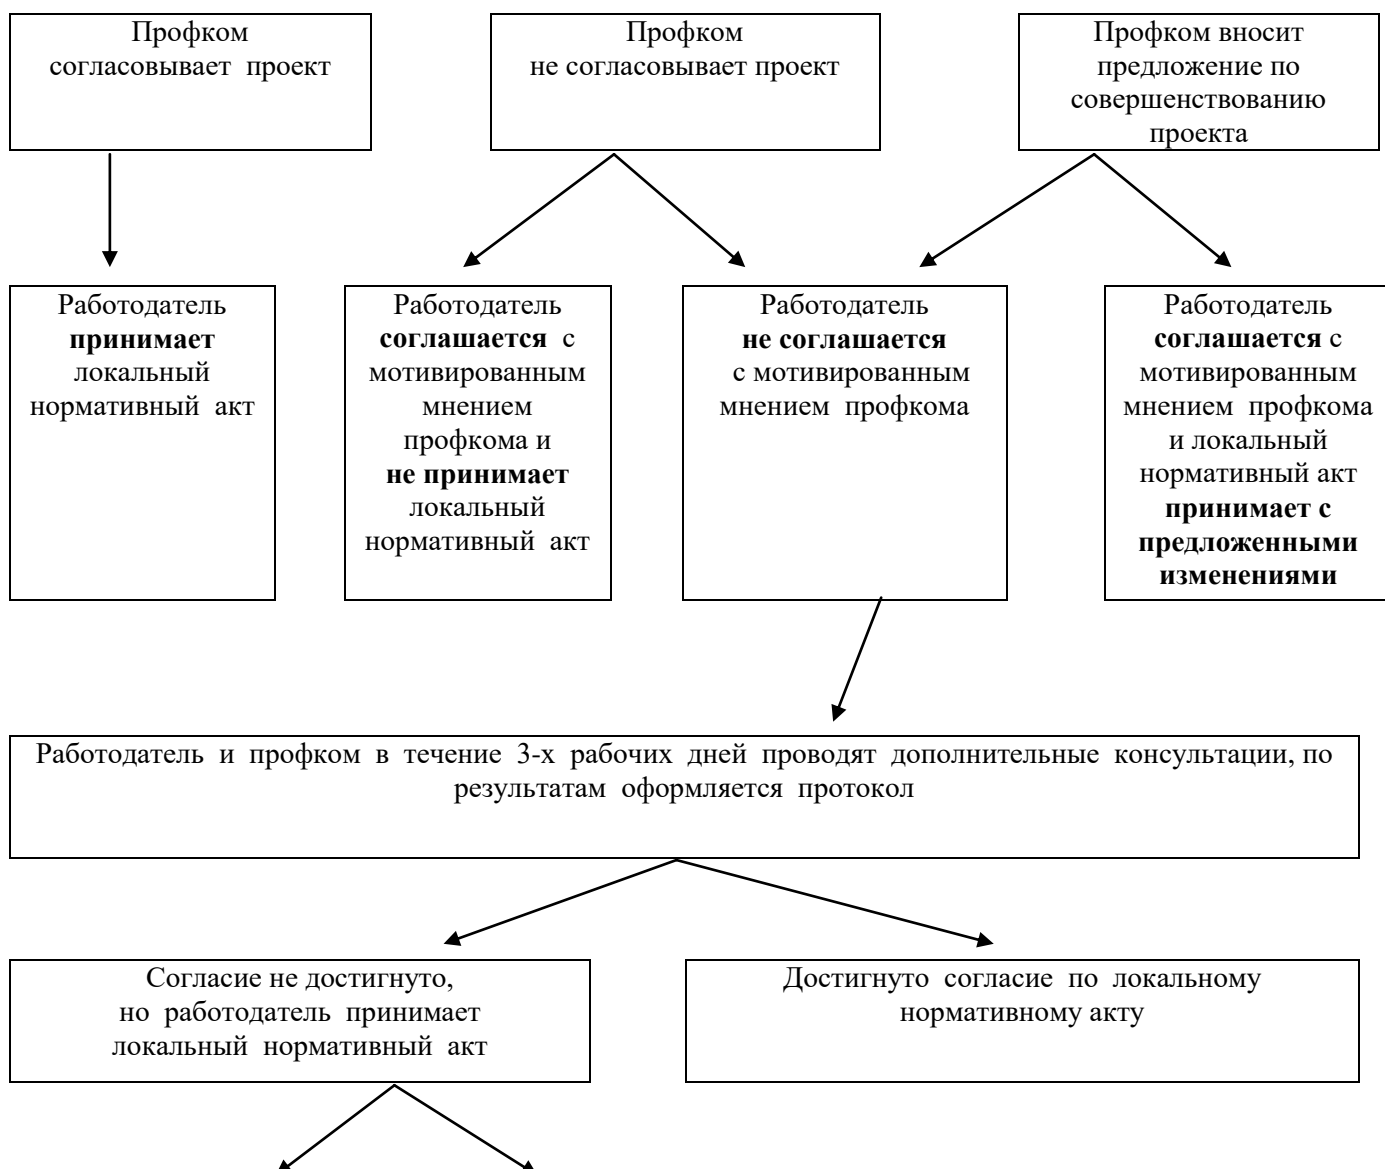 Профком
согласовывает проект
Профком
не согласовывает проект
Профком вносит
предложение по
совершенствованию
проекта
Работодатель
принимает
локальный
нормативный акт
Работодатель
соглашается с
мотивированным
мнением
профкома и
не принимает
локальный
нормативный акт
Работодатель
не соглашается
с мотивированным
мнением профкома
Работодатель
соглашается с
мотивированным
мнением профкома
и локальный
нормативный акт
принимает с
предложенными
изменениями
Работодатель и профком в течение 3-х рабочих дней проводят дополнительные консультации, по
результатам оформляется протокол
Согласие не достигнуто,
но работодатель принимает
локальный нормативный акт
Достигнуто согласие по локальному
нормативному акту